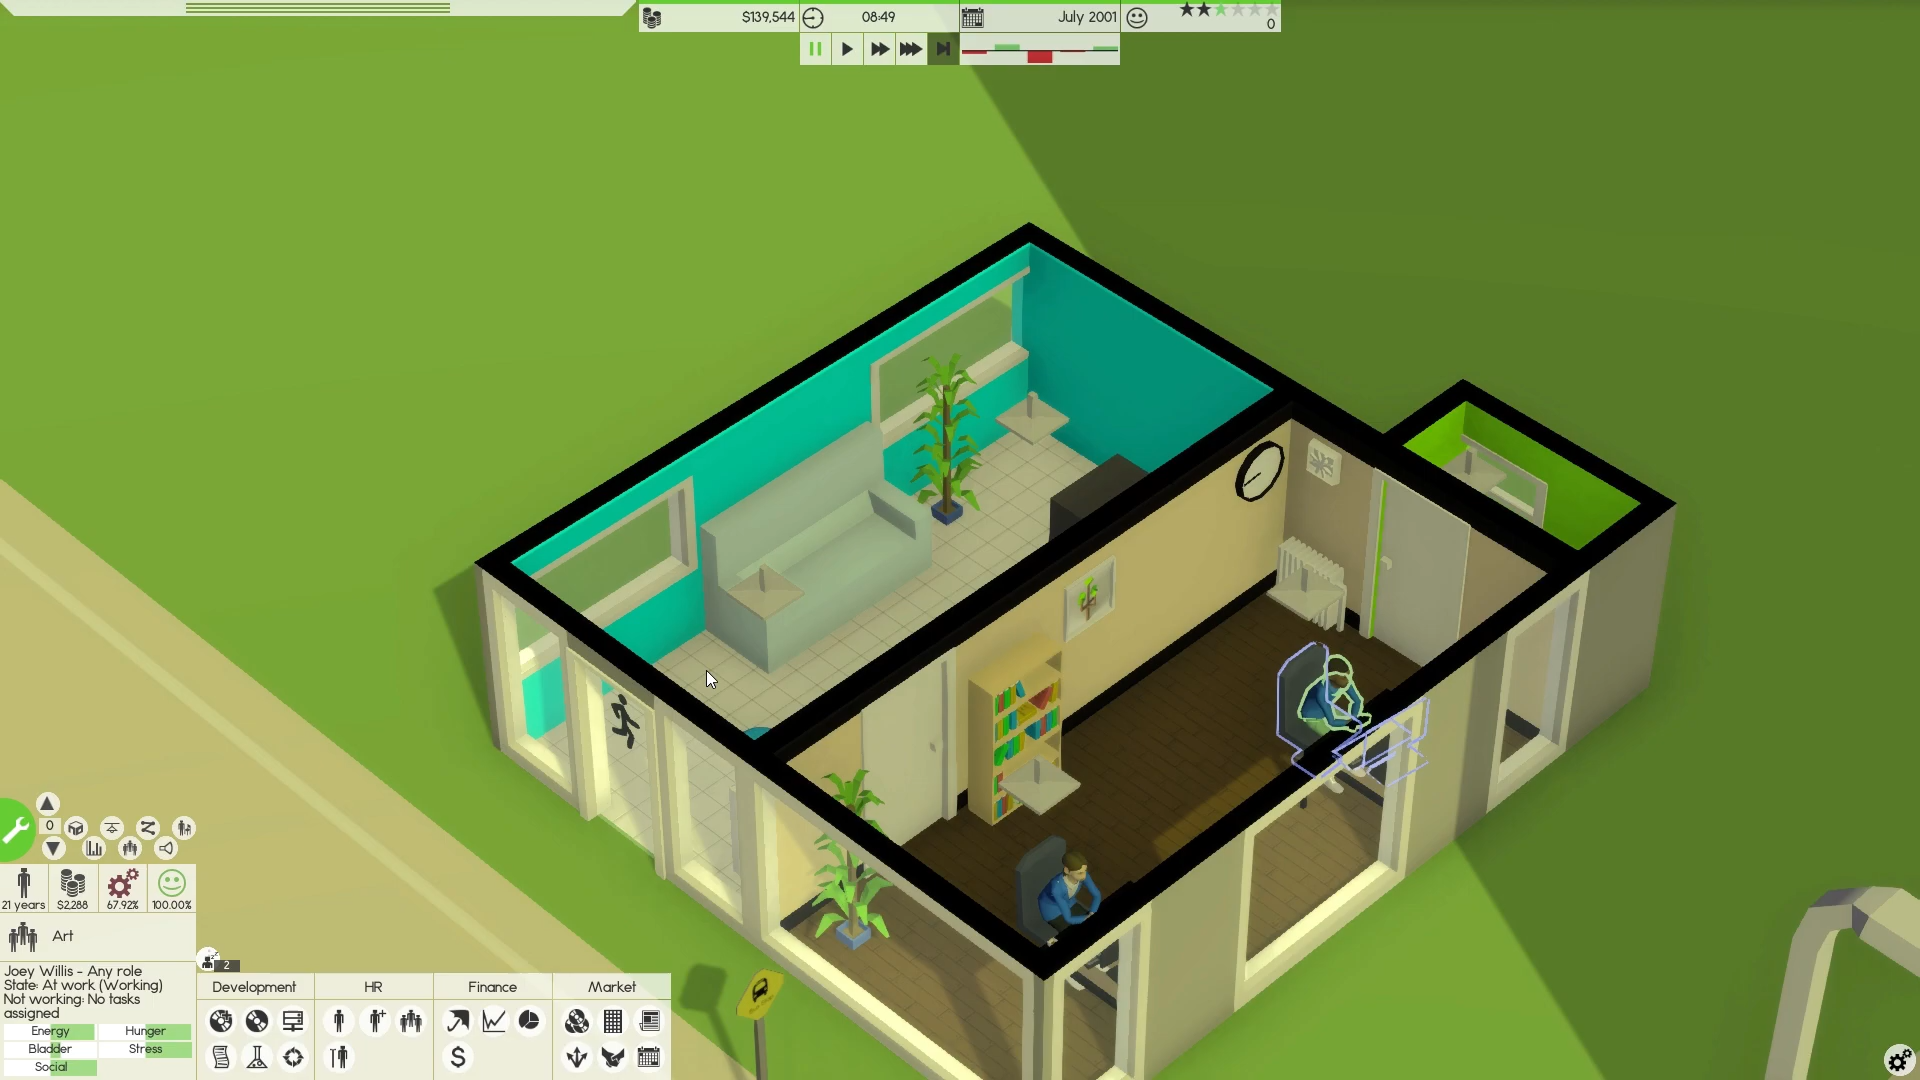 $139,544
08:49
July 2001
0
0
21 years
$2,288
67.92%
100.00%
Art
Joey Willis - Any role
State: At work (Working)
Not working: No tasks
assigned
Energy
Hunger
Bladder
Stress
Social
2
Development
HR
Finance
Market